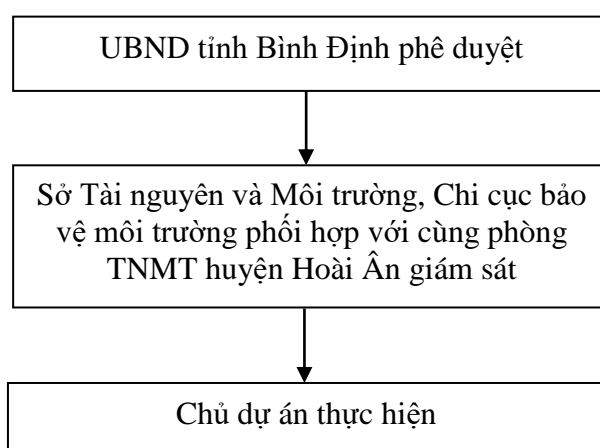 UBND tỉnh Bình Định phê duyệt
Sở Tài nguyên và Môi trường, Chi cục bảo
vệ môi trường phối hợp với cùng phòng
TNMT huyện Hoài Ân giám sát
Chủ dự án thực hiện